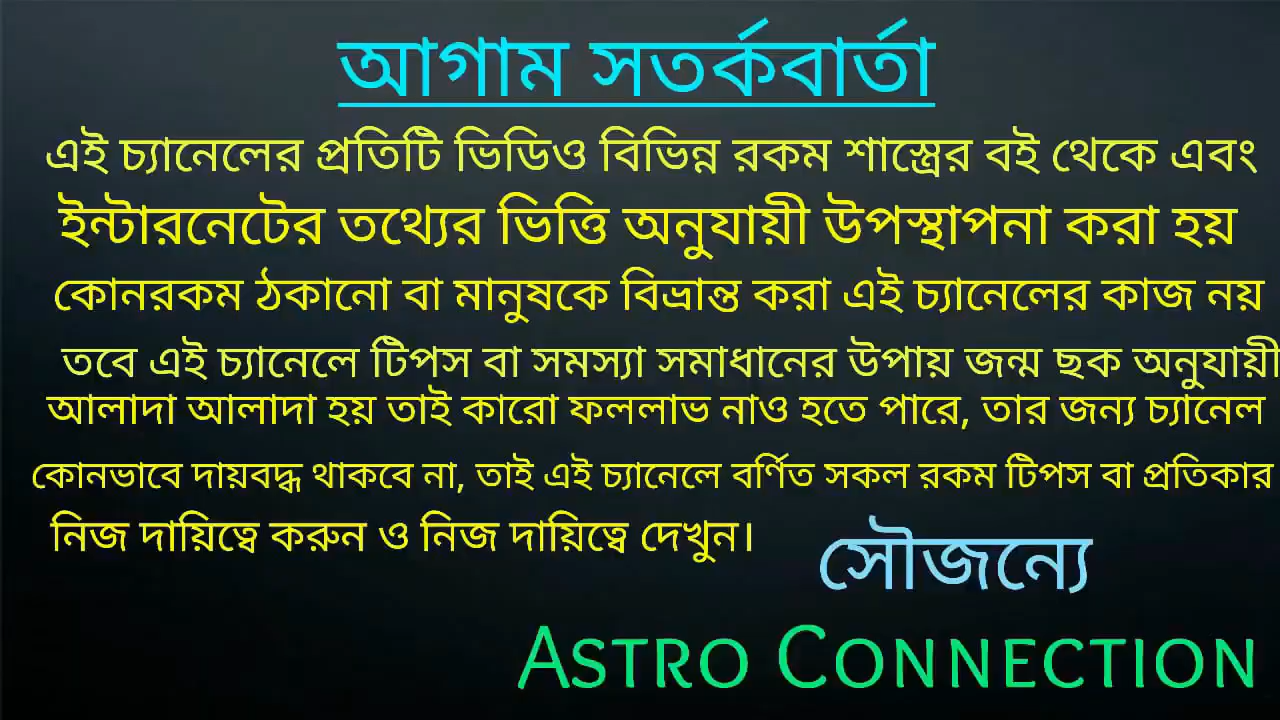 আগাম সতর্কবার্তা
এই চ্যানেলের প্রতিটি ভিডিও বিভিন্ন রকম শাস্ত্রের বই থেকে এবং
ইন্টারনেটের তথ্যের ভিত্তি অনুযায়ী উপস্থাপনা করা হয়
কোনরকম ঠকানো বা মানুষকে বিভ্রান্ত করা এই চ্যানেলের কাজ নয়
তবে এই চ্যানেলে টিপস বা সমস্যা সমাধানের উপায় জন্ম ছক অনুযায়ী
আলাদা আলাদা হয় তাই কারো ফললাভ নাও হতে পারে, তার জন্য চ্যানেল
কোনভাবে দায়বদ্ধ থাকবে না, তাই এই চ্যানেলে বর্ণিত সকল রকম টিপস বা প্রতিকার
নিজ দায়িত্বে করুন ও নিজ দায়িত্বে দেখুন।
সৌজন্যে
ASTRO CONNECTION